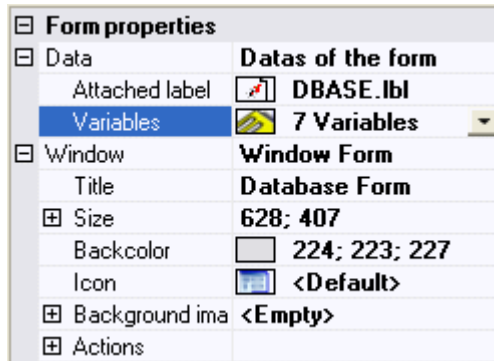 Form properties
Data Datas of the form
Attached label DBASE.lbl
Variables 7 Variables
Window Window Form
Title Database Form
Size 628; 407
Backcolor 224; 223; 227
Icon <Default>
Background ima <Empty>
Actions